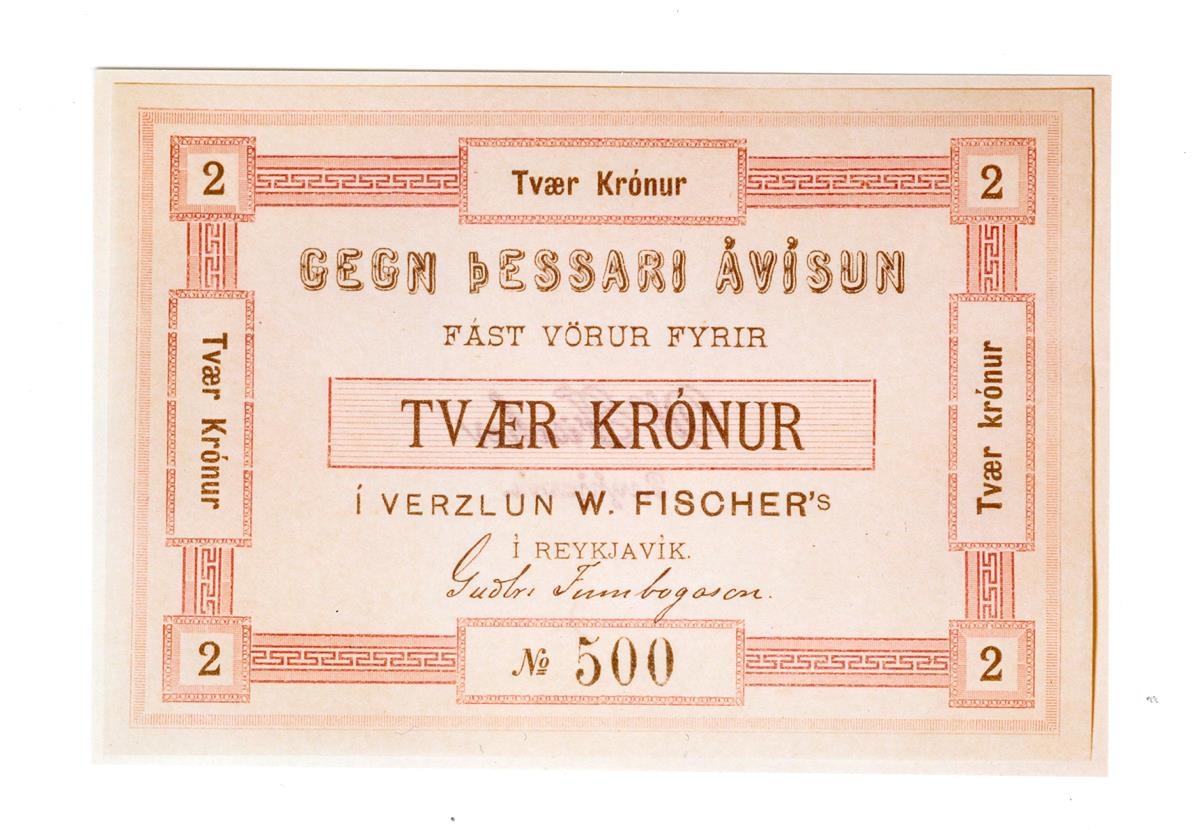 2 Tvær Krónur 2
GEGN ÞESSARI ÁVÍSUN
FÁST VÖRUR FYRIR
TVÆR KRÓNUR
Í VERZLUN W. FISCHER's
Í REYKJAVÍK.
Guðbr. Finnbogason.
Tvær Krónur
Tvær krónur
2 № 500 2